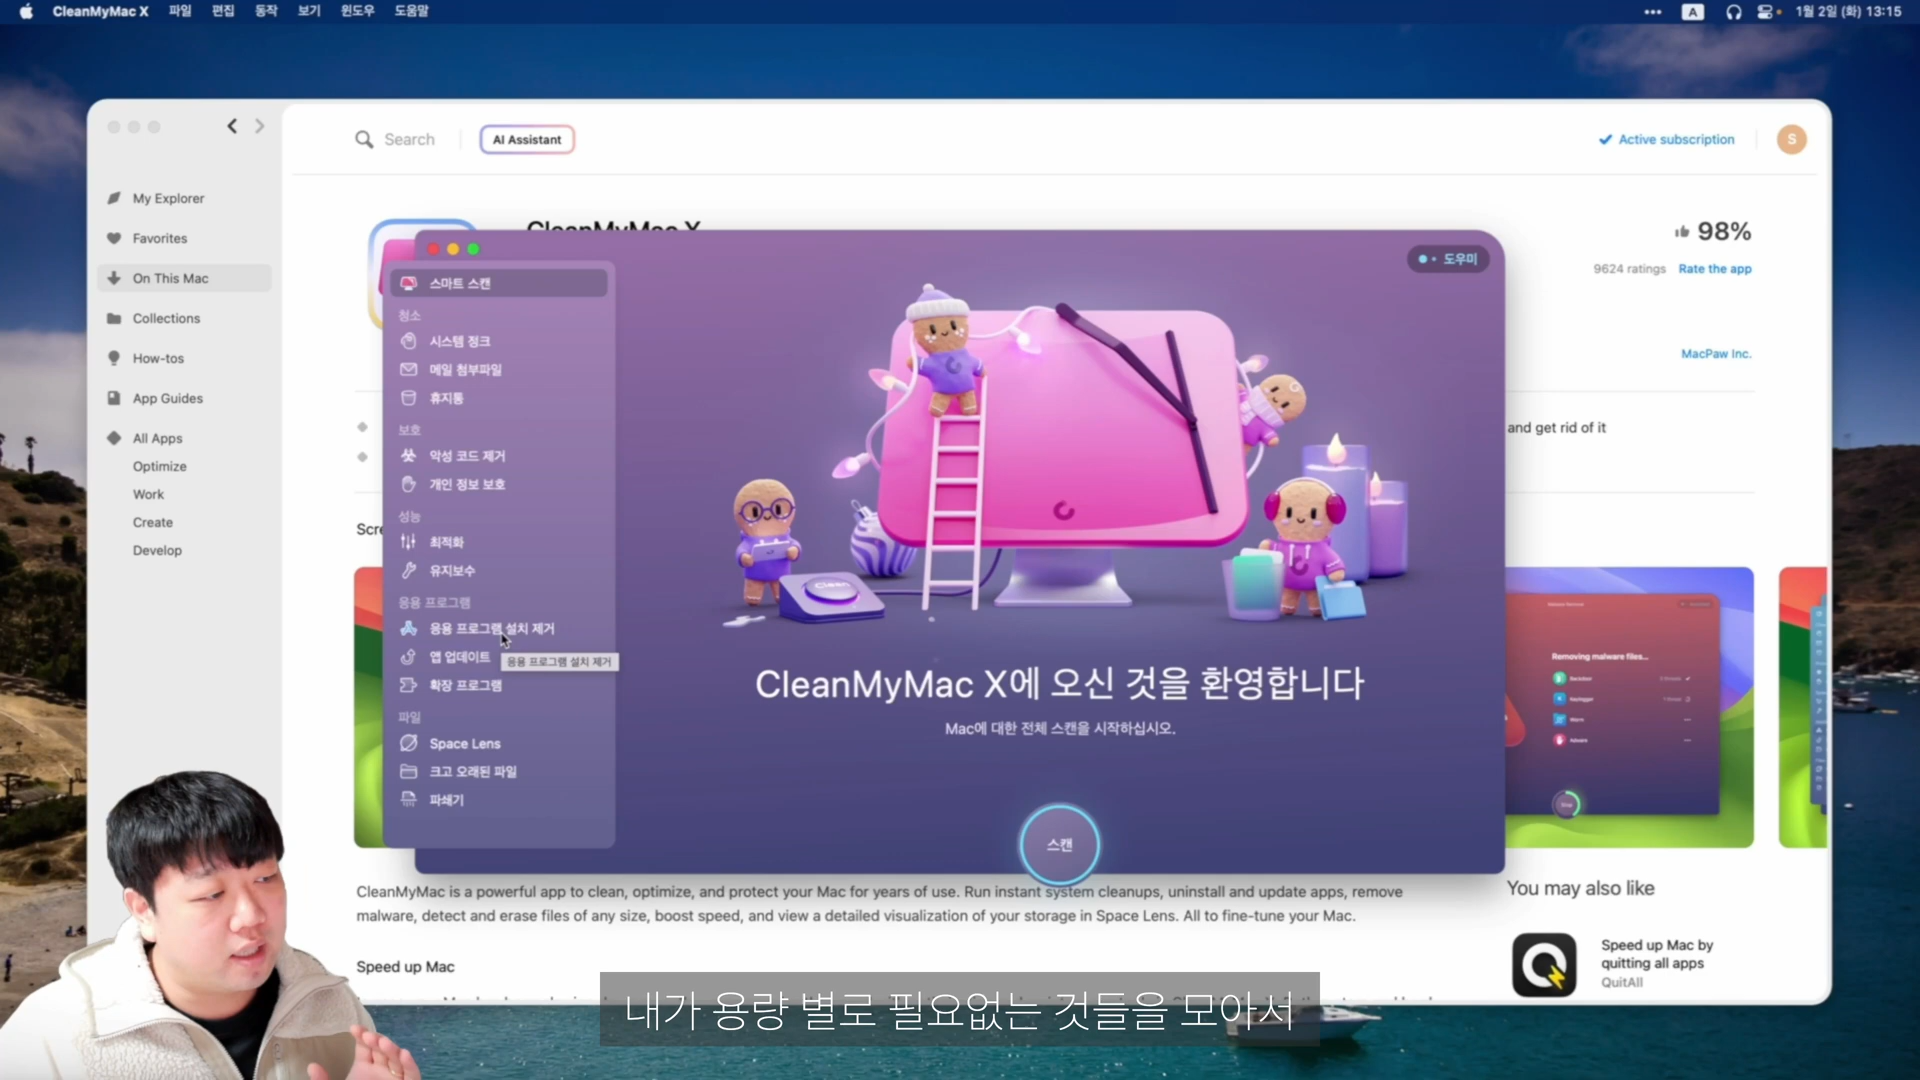 CleanMyMac X 파일 편집 동작 보기 윈도우 도움말
A 1월 2일 (화) 13:15
Search
AI Assistant
Active subscription
S
My Explorer
Favorites
On This Mac
Collections
How-tos
App Guides
All Apps
Optimize
Work
Create
Develop
CleanMyMac X
98%
9624 ratings Rate the app
MacPaw Inc.
and get rid of it
도우미
스마트 스캔
청소
시스템 정크
메일 첨부파일
휴지통
보호
악성 코드 제거
개인 정보 보호
성능
최적화
유지보수
응용 프로그램
응용 프로그램 설치 제거
앱 업데이트
응용 프로그램 설치 제거
확장 프로그램
파일
Space Lens
크고 오래된 파일
파쇄기
Clean
CleanMyMac X에 오신 것을 환영합니다
Mac에 대한 전체 스캔을 시작하십시오.
스캔
Removing malware files...
Keylogger
Worm
Adware
Stop
CleanMyMac is a powerful app to clean, optimize, and protect your Mac for years of use. Run instant system cleanups, uninstall and update apps, remove
malware, detect and erase files of any size, boost speed, and view a detailed visualization of your storage in Space Lens. All to fine-tune your Mac.
Speed up Mac
You may also like
Speed up Mac by
quitting all apps
QuitAll
내가 용량 별로 필요없는 것들을 모아서